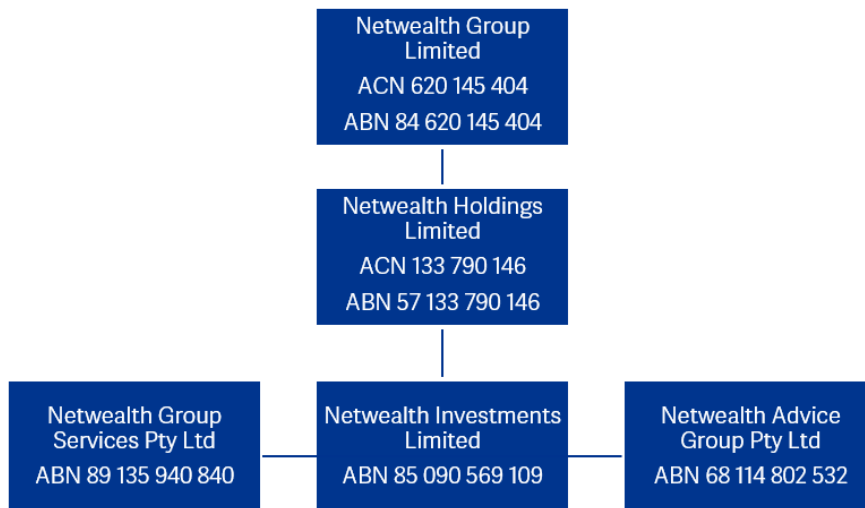 Netwealth Group
Limited
ACN 620 145 404
ABN 84 620 145 404
Netwealth Holdings
Limited
ACN 133 790 146
ABN 57 133 790 146
Netwealth Group
Services Pty Ltd
ABN 89 135 940 840
Netwealth Investments
Limited
ABN 85 090 569 109
Netwealth Advice
Group Pty Ltd
ABN 68 114 802 532